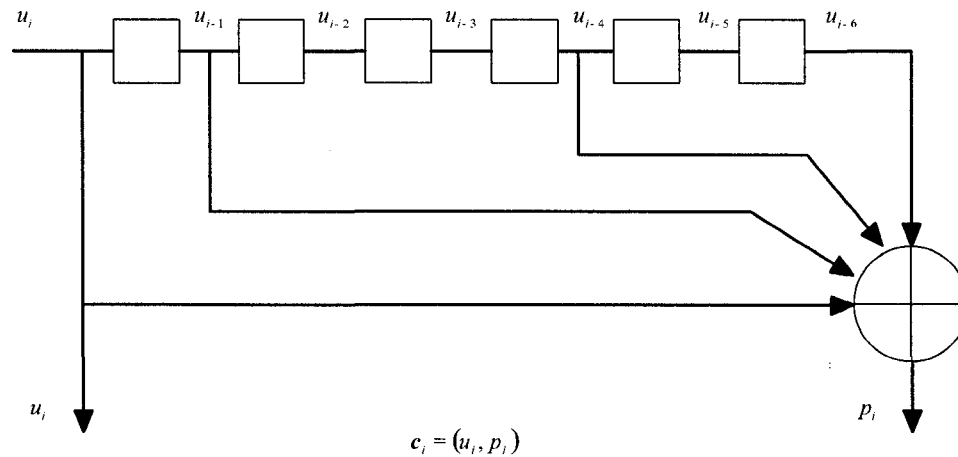 u_i u_{i-1} u_{i-2} u_{i-3} u_{i-4} u_{i-5} u_{i-6}
u_i p_i
c_i = (u_i, p_i)